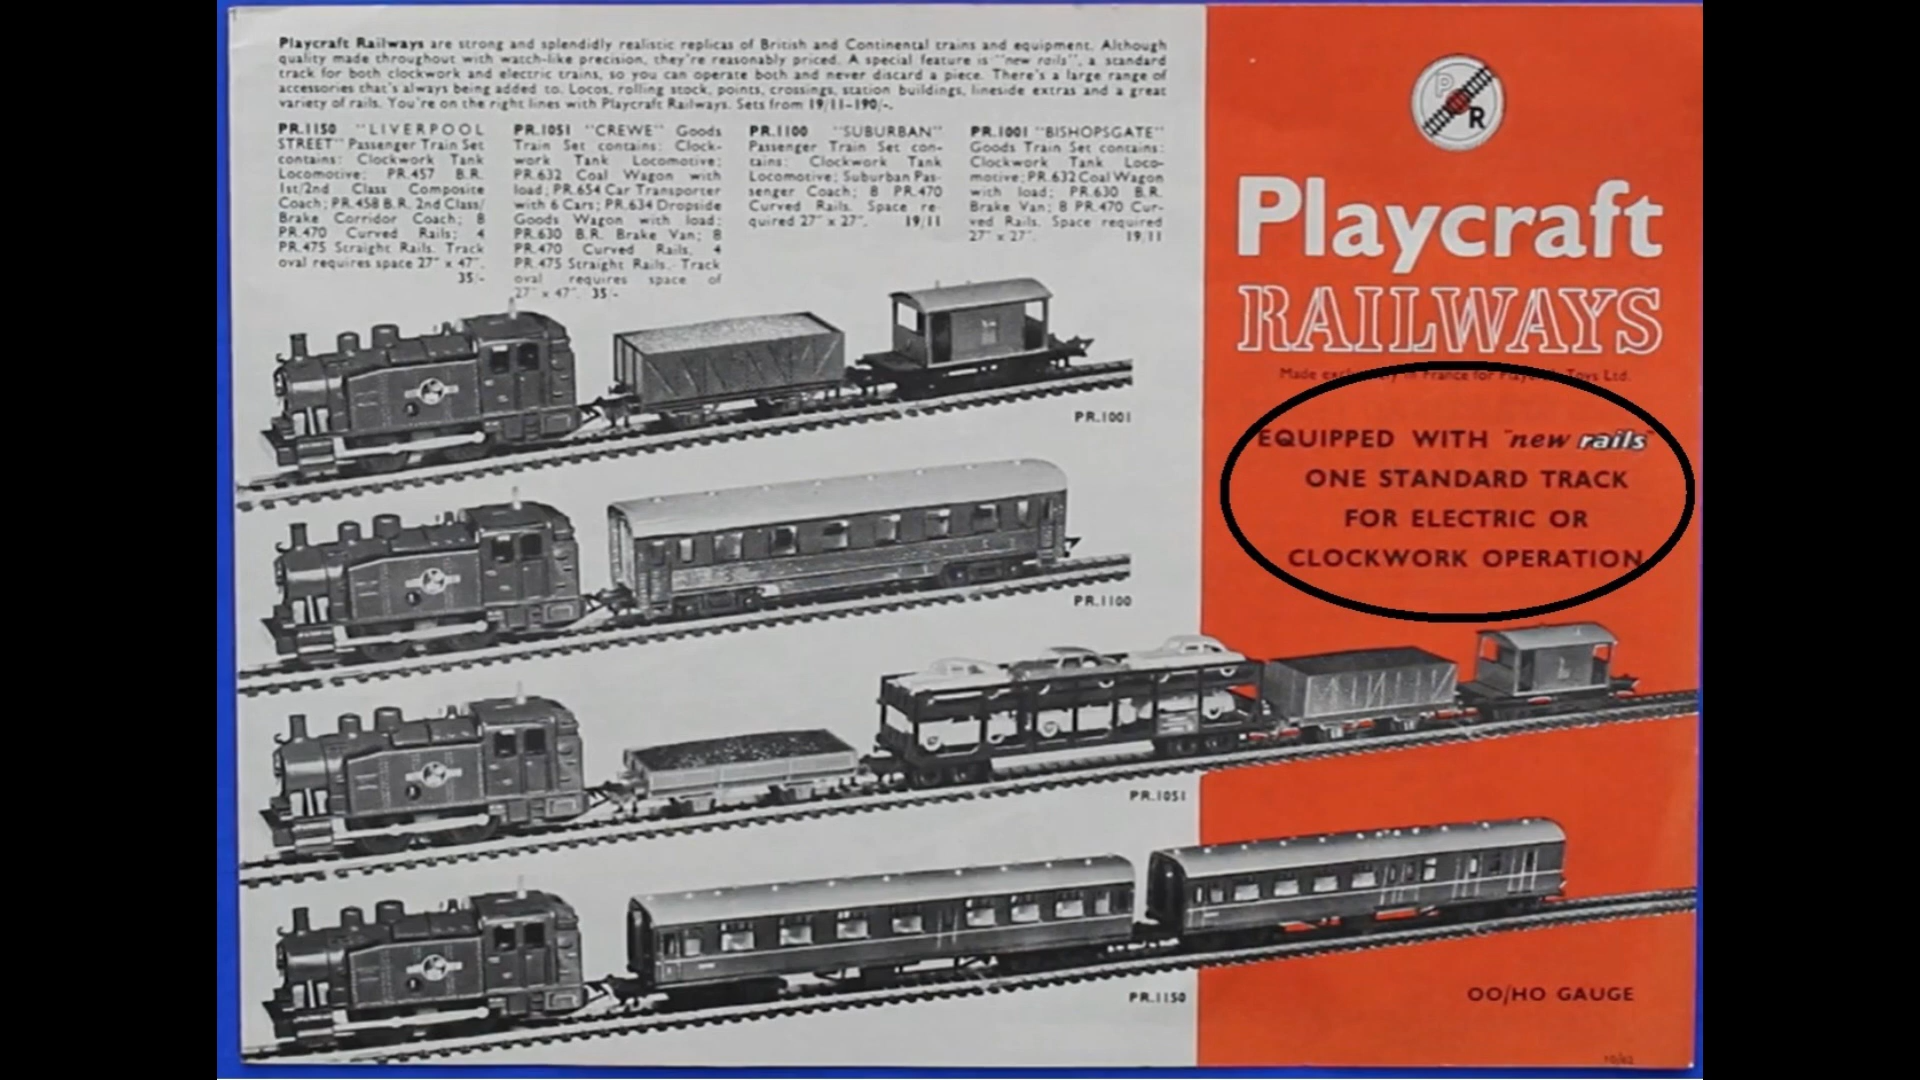 Playcraft Railways are strong and splendidly realistic replicas of British and Continental trains and equipment. Although
quality made throughout with watch-like precision, they're reasonably priced. A special feature is "new rails", a standard
track for both clockwork and electric trains, so you can operate both and never discard a piece. There's a large range of
accessories that's always being added to. Locos, rolling stock, points, crossings, station buildings, lineside extras and a great
variety of rails. You're on the right lines with Playcraft Railways. Sets from 19/11–190/-.
PR.1150 "LIVERPOOL
STREET" Passenger Train Set
contains: Clockwork Tank
Locomotive; PR.457 B.R.
1st/2nd Class Composite
Coach; PR.458 B.R. 2nd Class/
Brake Corridor Coach; 8
PR.470 Curved Rails; 4
PR.475 Straight Rails. Track
oval requires space 27" x 47".
35/-
PR.1051 "CREWE" Goods
Train Set contains: Clock-
work Tank Locomotive;
PR.632 Coal Wagon with
load; PR.654 Car Transporter
with 6 Cars; PR.634 Dropside
Goods Wagon with load;
PR.630 B.R. Brake Van; 8
PR.470 Curved Rails, 4
PR.475 Straight Rails. Track
oval requires space of
27" x 47". 35/-
PR.1100 "SUBURBAN"
Passenger Train Set con-
tains: Clockwork Tank
Locomotive; Suburban Pas-
senger Coach; 8 PR.470
Curved Rails. Space re-
quired 27" x 27". 19/11
PR.1001 "BISHOPSGATE"
Goods Train Set contains:
Clockwork Tank Loco-
motive; PR.632 Coal Wagon
with load; PR.630 B.R.
Brake Van; 8 PR.470 Cur-
ved Rails. Space required
27" x 27". 19/11
PR.1001
PR.1100
PR.1051
PR.1150
P R
Playcraft
RAILWAYS
Made exclusively in France for Playcraft Toys Ltd.
EQUIPPED WITH "new rails"
ONE STANDARD TRACK
FOR ELECTRIC OR
CLOCKWORK OPERATION
OO/HO GAUGE
10/62